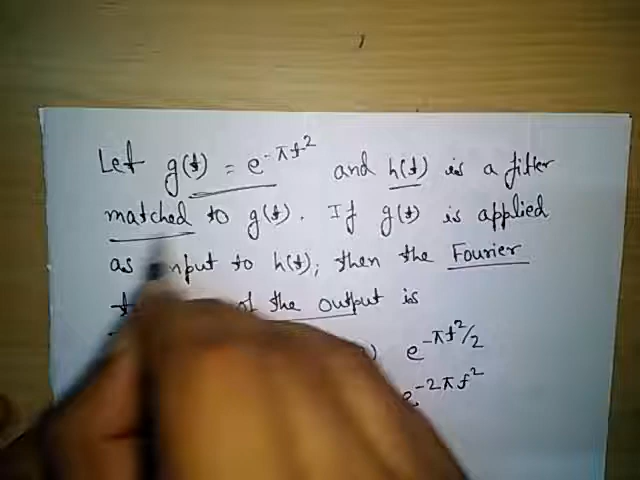 Let g(t) = e^-πt² and h(t) is a filter
matched to g(t). If g(t) is applied
as input to h(t), then the Fourier
of the output is
) e^-πf²/2
e^-2πf²